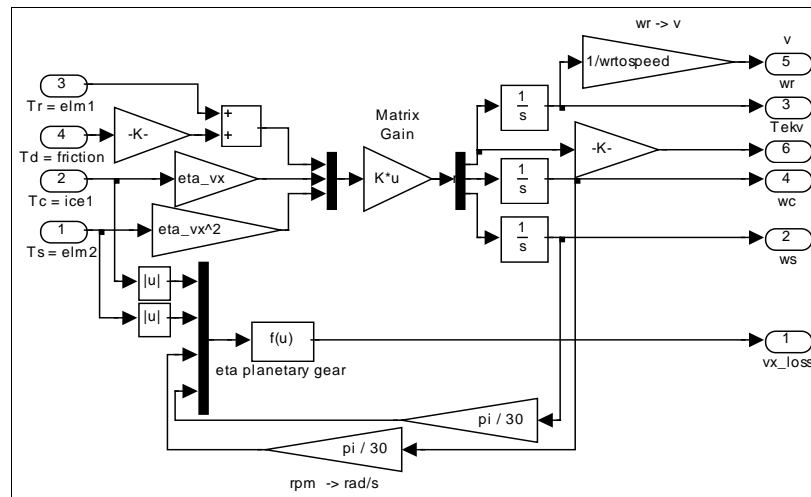 wr -> v
v
1/wrtospeed
5
wr
3
Tr = elm1
+
+
1
s
3
Tekv
4
-K-
Td = friction
Matrix
Gain
-K-
6
2
eta_vx
Tc = ice1
K*u
1
s
4
wc
1
eta_vx^2
Ts = elm2
1
s
2
ws
|u|
|u|
f(u)
eta planetary gear
1
vx_loss
pi / 30
pi / 30
rpm -> rad/s